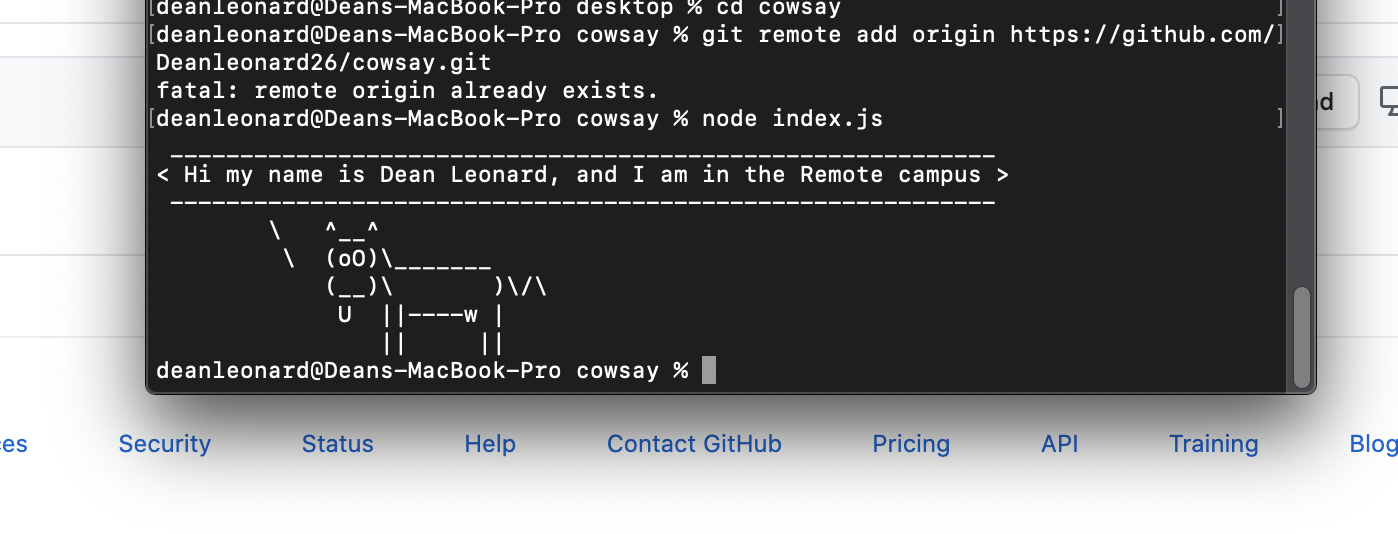 [deanleonard@Deans-MacBook-Pro desktop % cd cowsay ]
[deanleonard@Deans-MacBook-Pro cowsay % git remote add origin https://github.com/]
Deanleonard26/cowsay.git
fatal: remote origin already exists.
[deanleonard@Deans-MacBook-Pro cowsay % node index.js ]
 ___________________________________________________________
< Hi my name is Dean Leonard, and I am in the Remote campus >
 -----------------------------------------------------------
        \   ^__^
         \  (oO)\_______
            (__)\       )\/\
             U  ||----w |
                ||     ||
deanleonard@Deans-MacBook-Pro cowsay %
Security Status Help Contact GitHub Pricing API Training Blog